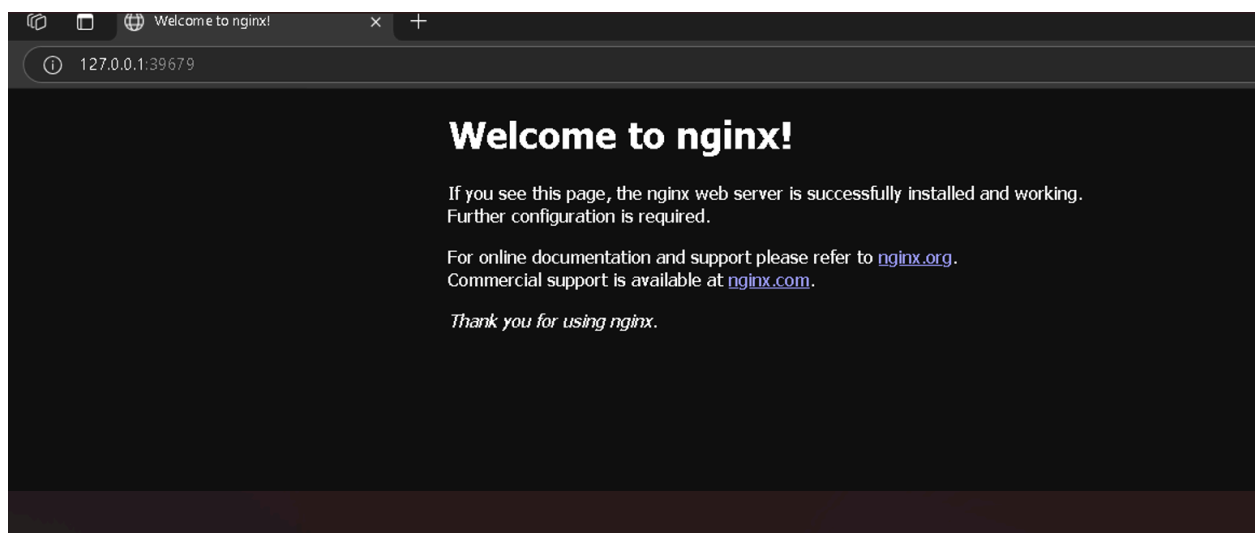 Welcome to nginx!
127.0.0.1:39679
Welcome to nginx!
If you see this page, the nginx web server is successfully installed and working.
Further configuration is required.
For online documentation and support please refer to nginx.org.
Commercial support is available at nginx.com.
Thank you for using nginx.